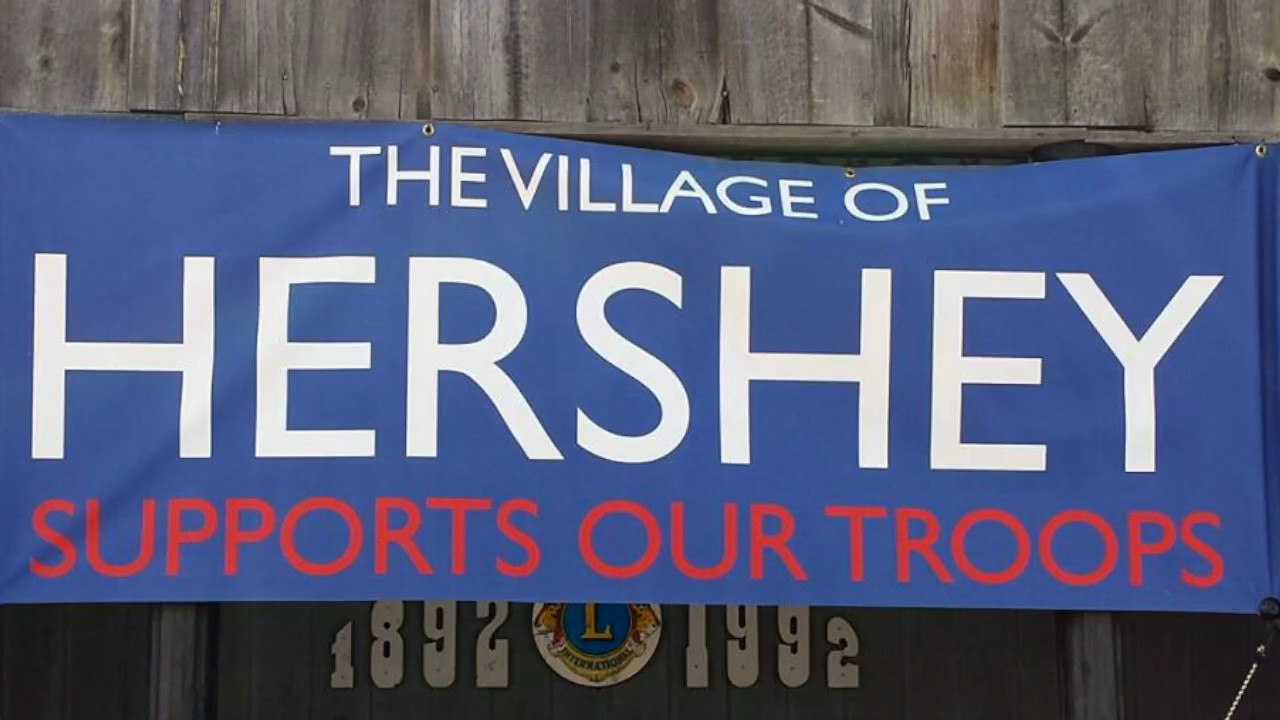 THE VILLAGE OF
HERSHEY
SUPPORTS OUR TROOPS
1892 L 1992
INTERNATIONAL